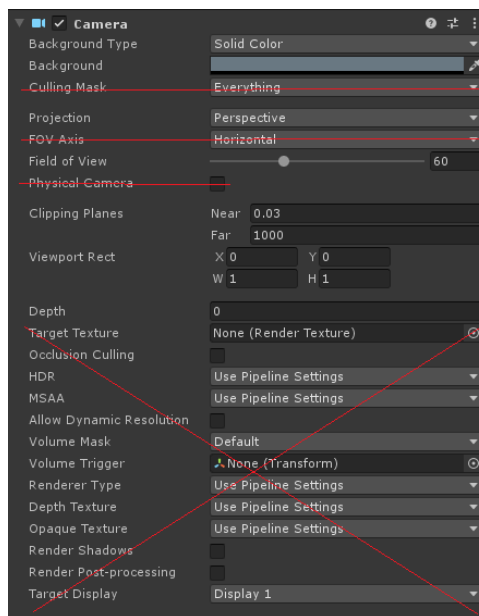 Camera
Background Type Solid Color
Background
Culling Mask Everything
Projection Perspective
FOV Axis Horizontal
Field of View 60
Physical Camera
Clipping Planes Near 0.03
Far 1000
Viewport Rect X 0 Y 0
W 1 H 1
Depth 0
Target Texture None (Render Texture)
Occlusion Culling
HDR Use Pipeline Settings
MSAA Use Pipeline Settings
Allow Dynamic Resolution
Volume Mask Default
Volume Trigger None (Transform)
Renderer Type Use Pipeline Settings
Depth Texture Use Pipeline Settings
Opaque Texture Use Pipeline Settings
Render Shadows
Render Post-processing
Target Display Display 1